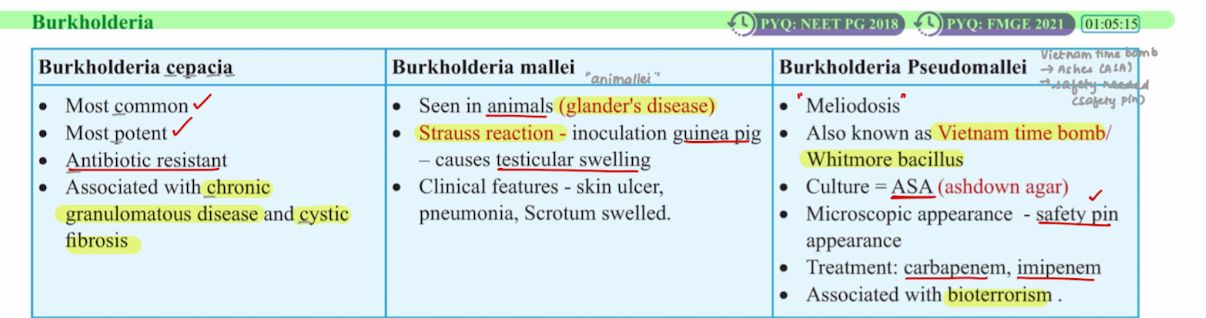 Burkholderia
PYQ: NEET PG 2018
PYQ: FMGE 2021
01:05:15
Burkholderia cepacia
• Most common ✓
• Most potent ✓
• Antibiotic resistant
• Associated with chronic
granulomatous disease and cystic
fibrosis
Burkholderia mallei
"animallei"
• Seen in animals (glander's disease)
• Strauss reaction - inoculation guinea pig
– causes testicular swelling
• Clinical features - skin ulcer,
pneumonia, Scrotum swelled.
Burkholderia Pseudomallei
Vietnam time bomb
→ Ashes (ASA)
→ safety needed
(safety pin)
• "Meliodosis"
• Also known as Vietnam time bomb/
Whitmore bacillus
• Culture = ASA (ashdown agar)
• Microscopic appearance - safety pin ✓
appearance
• Treatment: carbapenem, imipenem
• Associated with bioterrorism .